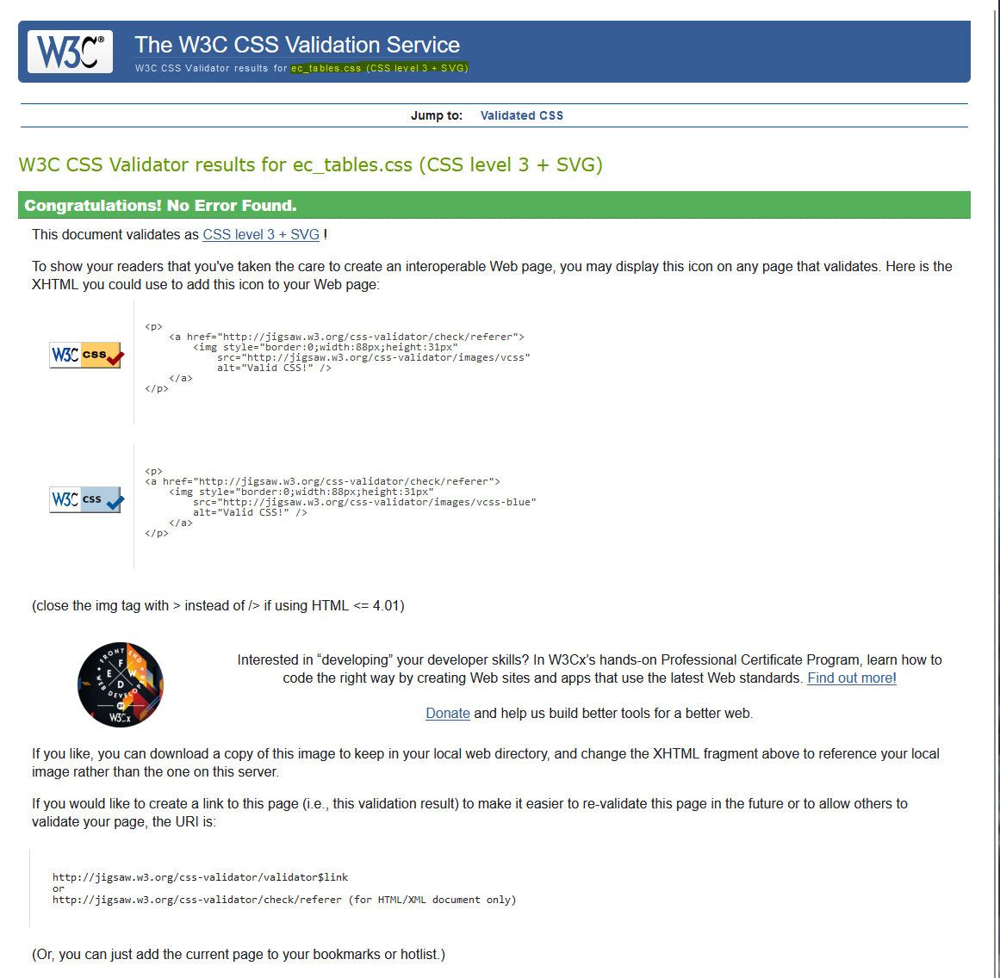 W3C®
The W3C CSS Validation Service
W3C CSS Validator results for ec_tables.css (CSS level 3 + SVG)
Jump to: Validated CSS
W3C CSS Validator results for ec_tables.css (CSS level 3 + SVG)
Congratulations! No Error Found.
This document validates as CSS level 3 + SVG !
To show your readers that you've taken the care to create an interoperable Web page, you may display this icon on any page that validates. Here is the
XHTML you could use to add this icon to your Web page:
W3C css
<p>
    <a href="http://jigsaw.w3.org/css-validator/check/referer">
        <img style="border:0;width:88px;height:31px"
            src="http://jigsaw.w3.org/css-validator/images/vcss"
            alt="Valid CSS!" />
    </a>
</p>
W3C css
<p>
<a href="http://jigsaw.w3.org/css-validator/check/referer">
    <img style="border:0;width:88px;height:31px"
        src="http://jigsaw.w3.org/css-validator/images/vcss-blue"
        alt="Valid CSS!" />
    </a>
</p>
(close the img tag with > instead of /> if using HTML <= 4.01)
FRONT END
F E W D
WEB DEVELOPER
BY
W3Cx
Interested in “developing” your developer skills? In W3Cx’s hands-on Professional Certificate Program, learn how to
code the right way by creating Web sites and apps that use the latest Web standards. Find out more!
Donate and help us build better tools for a better web.
If you like, you can download a copy of this image to keep in your local web directory, and change the XHTML fragment above to reference your local
image rather than the one on this server.
If you would like to create a link to this page (i.e., this validation result) to make it easier to re-validate this page in the future or to allow others to
validate your page, the URI is:
http://jigsaw.w3.org/css-validator/validator$link
or
http://jigsaw.w3.org/css-validator/check/referer (for HTML/XML document only)
(Or, you can just add the current page to your bookmarks or hotlist.)